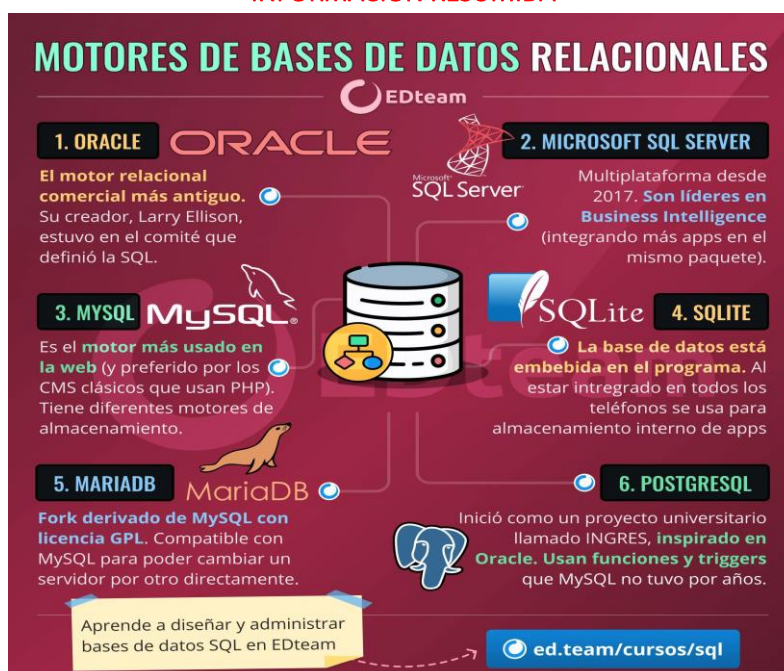 INFORMACIÓN RESUMIDA
MOTORES DE BASES DE DATOS RELACIONALES
EDteam
1. ORACLE
ORACLE
El motor relacional
comercial más antiguo.
Su creador, Larry Ellison,
estuvo en el comité que
definió la SQL.
Microsoft
SQL Server
2. MICROSOFT SQL SERVER
Multiplataforma desde
2017. Son líderes en
Business Intelligence
(integrando más apps en el
mismo paquete).
3. MYSQL
MySQL®
Es el motor más usado en
la web (y preferido por los
CMS clásicos que usan PHP).
Tiene diferentes motores de
almacenamiento.
SQLite
4. SQLITE
La base de datos está
embebida en el programa. Al
estar intregrado en todos los
teléfonos se usa para
almacenamiento interno de apps
EDteam
5. MARIADB
MariaDB
Fork derivado de MySQL con
licencia GPL. Compatible con
MySQL para poder cambiar un
servidor por otro directamente.
6. POSTGRESQL
Inició como un proyecto universitario
llamado INGRES, inspirado en
Oracle. Usan funciones y triggers
que MySQL no tuvo por años.
Aprende a diseñar y administrar
bases de datos SQL en EDteam
ed.team/cursos/sql